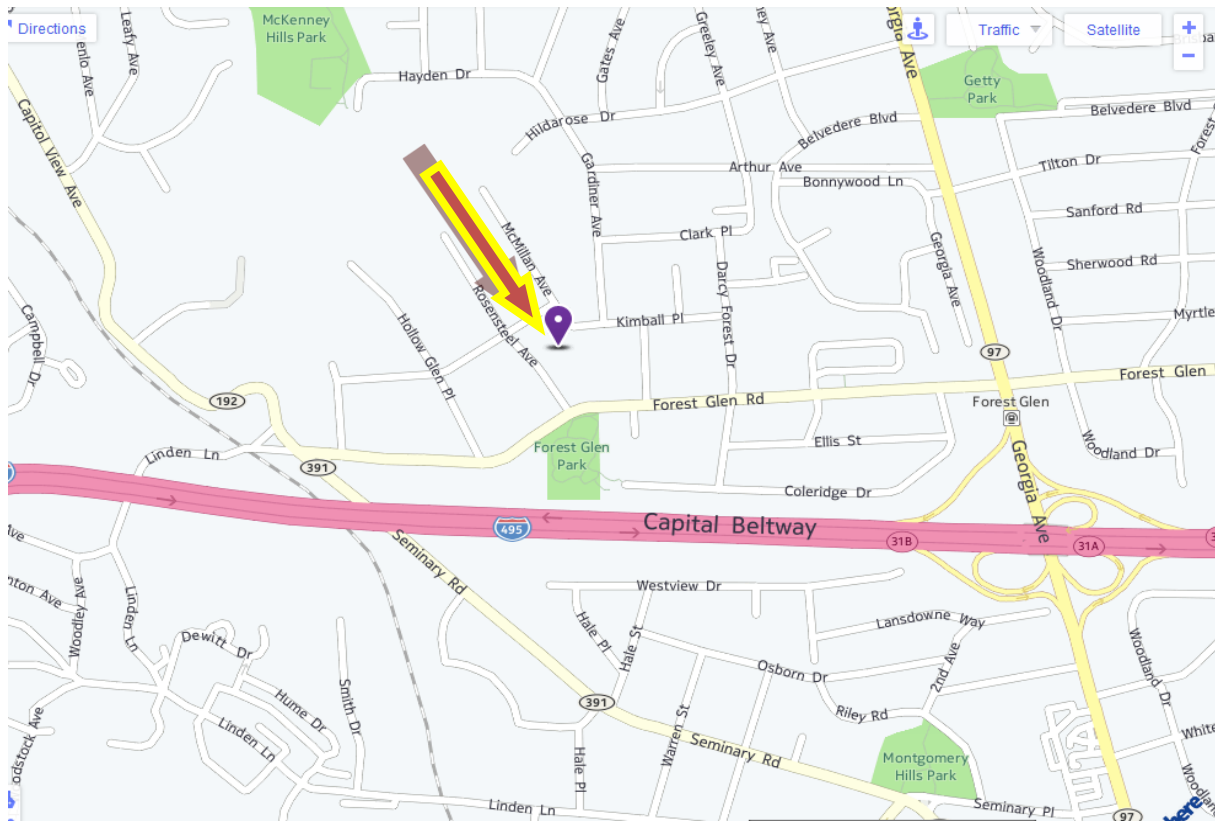 Directions
McKenney
Hills Park
Leafy Ave
Gates Ave
Greeley Ave
Traffic
Satellite
+
−
Hayden Dr
Getty
Park
Capitol View Ave
Hildarose Dr
Belvedere Blvd
Belvedere Blvd
Gardiner Ave
Arthur Ave
Tilton Dr
Bonnywood Ln
McMillan Ave
Sanford Rd
Clark Pl
Georgia Ave
Woodland Dr
Sherwood Rd
Darcy Forest Dr
Rosensteel Ave
Campbell Dr
Hollow Glen Pl
Kimball Pl
Myrtle
97
Forest Glen
192
Forest Glen Rd
Forest Glen
Ellis St
Forest Glen
Park
Linden Ln
391
Georgia Ave
Woodland Dr
Coleridge Dr
495
Capital Beltway
31B
31A
Seminary Rd
Westview Dr
Woodley Ave
Linden Ln
Hale Pl
Hale St
Lansdowne Way
Dewitt Dr
Osborn Dr
2nd Ave
Woodland Dr
Hume Dr
Smith Dr
391
Riley Rd
Warren St
Linden Ln
Seminary Rd
White
Montgomery
Hills Park
Hale Pl
Woodland
Linden Ln
Seminary Pl
97
here